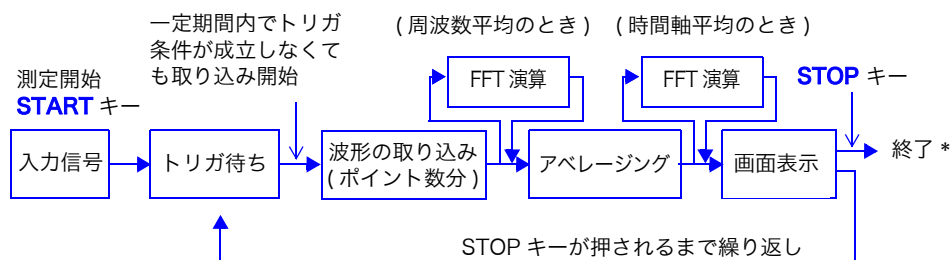 一定期間内でトリガ
条件が成立しなくて
も取り込み開始
( 周波数平均のとき )
( 時間軸平均のとき )
測定開始
START キー
FFT 演算
FFT 演算
STOP キー
入力信号
トリガ待ち
波形の取り込み
( ポイント数分 )
アベレージング
画面表示
終了 *
STOP キーが押されるまで繰り返し